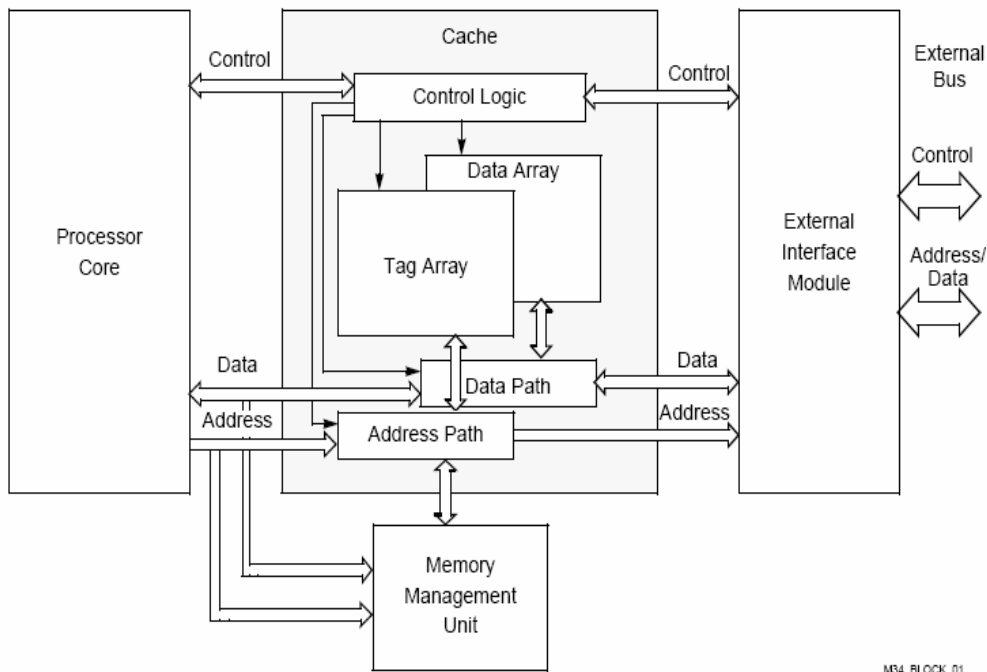 Cache
Control
Control Logic
Control
External
Bus
Data Array
Control
Processor
Core
Tag Array
External
Interface
Module
Address/
Data
Data
Data Path
Data
Address
Address Path
Address
Memory
Management
Unit
M34_BLOCK_01